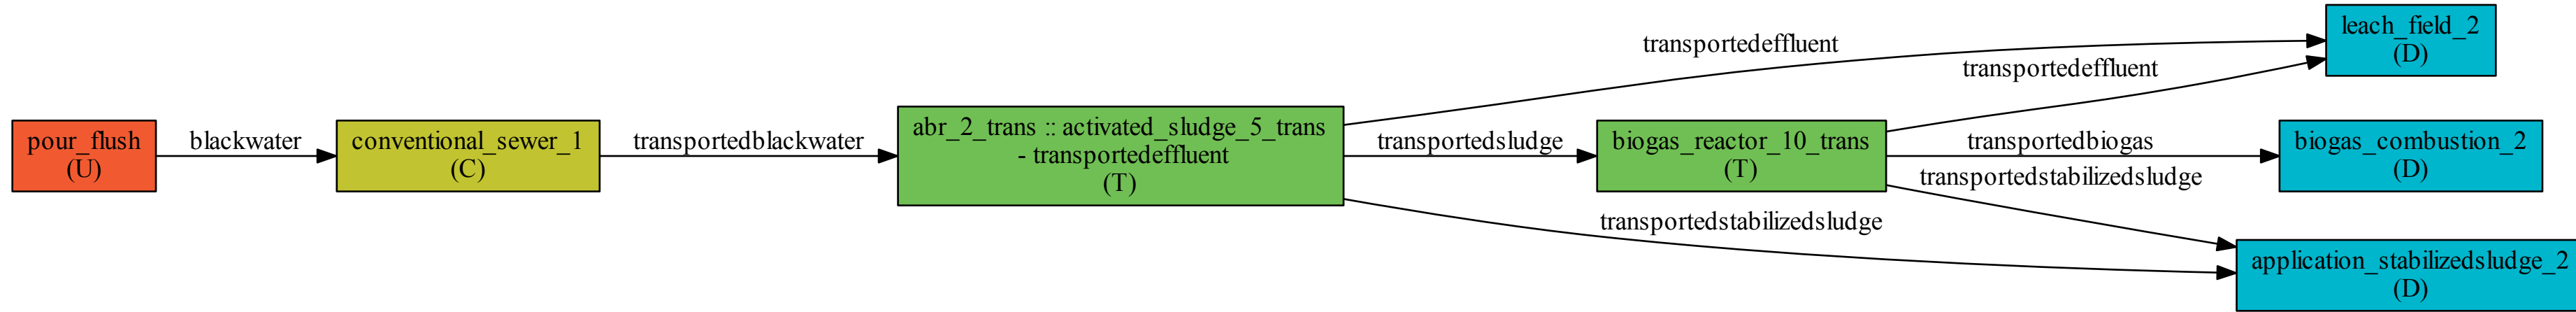 pour_flush
(U)
blackwater
conventional_sewer_1
(C)
transportedblackwater
abr_2_trans :: activated_sludge_5_trans
- transportedeffluent
(T)
transportedeffluent
transportedsludge
transportedstabilizedsludge
biogas_reactor_10_trans
(T)
transportedeffluent
transportedbiogas
transportedstabilizedsludge
leach_field_2
(D)
biogas_combustion_2
(D)
application_stabilizedsludge_2
(D)